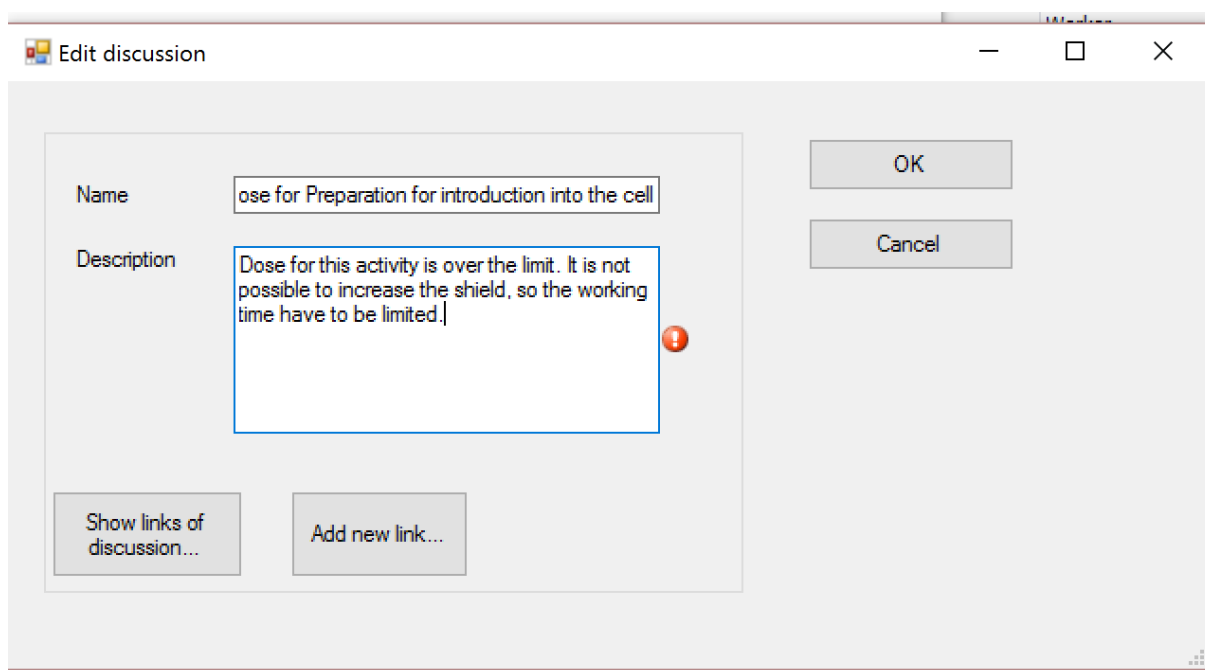 Worker
Edit discussion
Name
ose for Preparation for introduction into the cell
Description
Dose for this activity is over the limit. It is not
possible to increase the shield, so the working
time have to be limited.
Show links of
discussion...
Add new link...
OK
Cancel